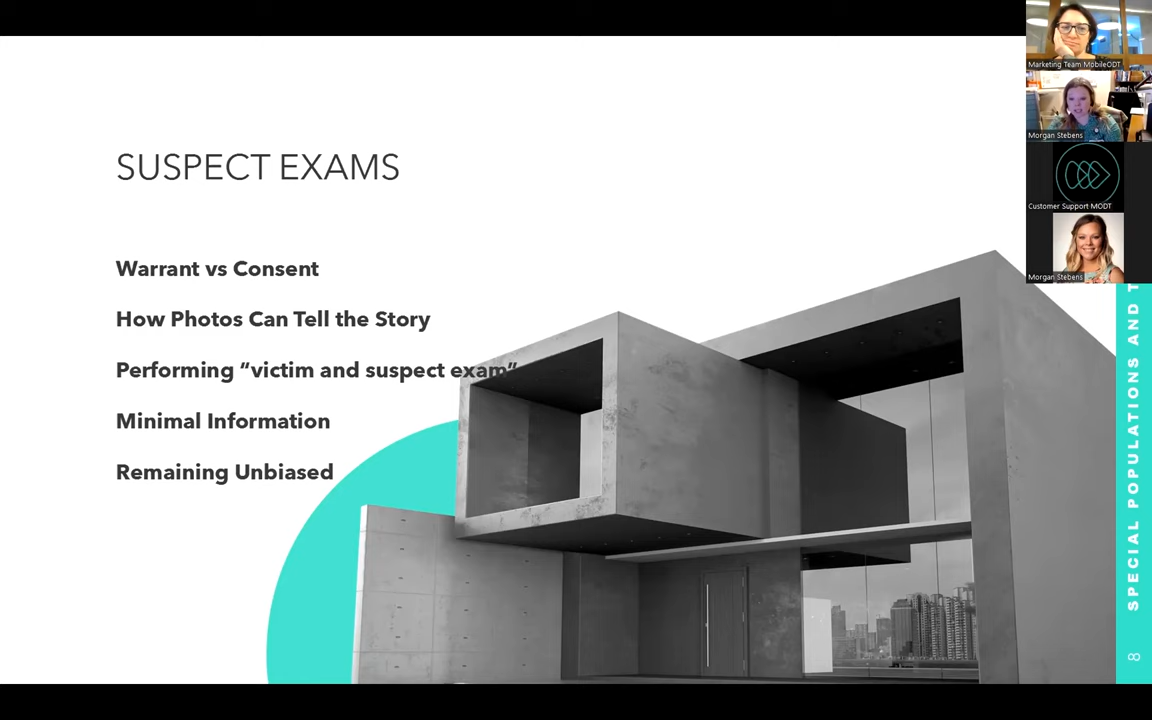 SUSPECT EXAMS
Warrant vs Consent
How Photos Can Tell the Story
Performing “victim and suspect exam”
Minimal Information
Remaining Unbiased
Marketing Team MobileODT
Morgan Stebens
Customer Support MODT
Morgan Stebens
SPECIAL POPULATIONS AND T
8